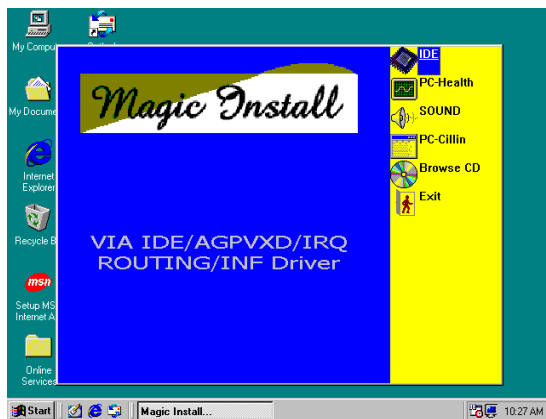 My Compu
Outlook
My Docume
Internet
Explorer
Recycle B
msn
Setup MS
Internet A
Online
Services
Magic Install
VIA IDE/AGPVXD/IRQ
ROUTING/INF Driver
IDE
PC-Health
SOUND
PC-Cillin
Browse CD
Exit
Start
Magic Install...
10:27 AM